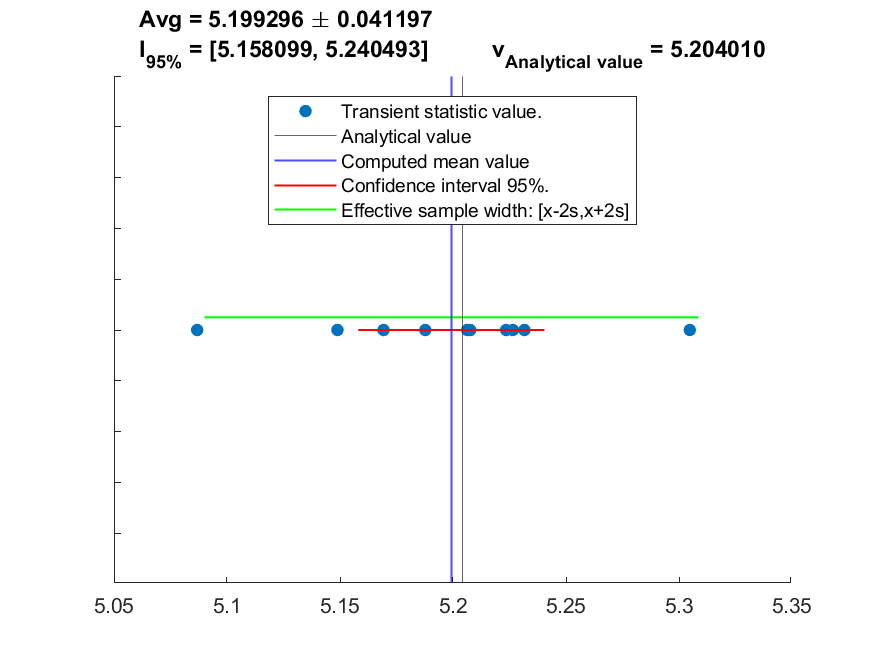 Avg = 5.199296 ± 0.041197
I95% = [5.158099, 5.240493] vAnalytical value = 5.204010
Transient statistic value.
Analytical value
Computed mean value
Confidence interval 95%.
Effective sample width: [x-2s,x+2s]
5.05 5.1 5.15 5.2 5.25 5.3 5.35